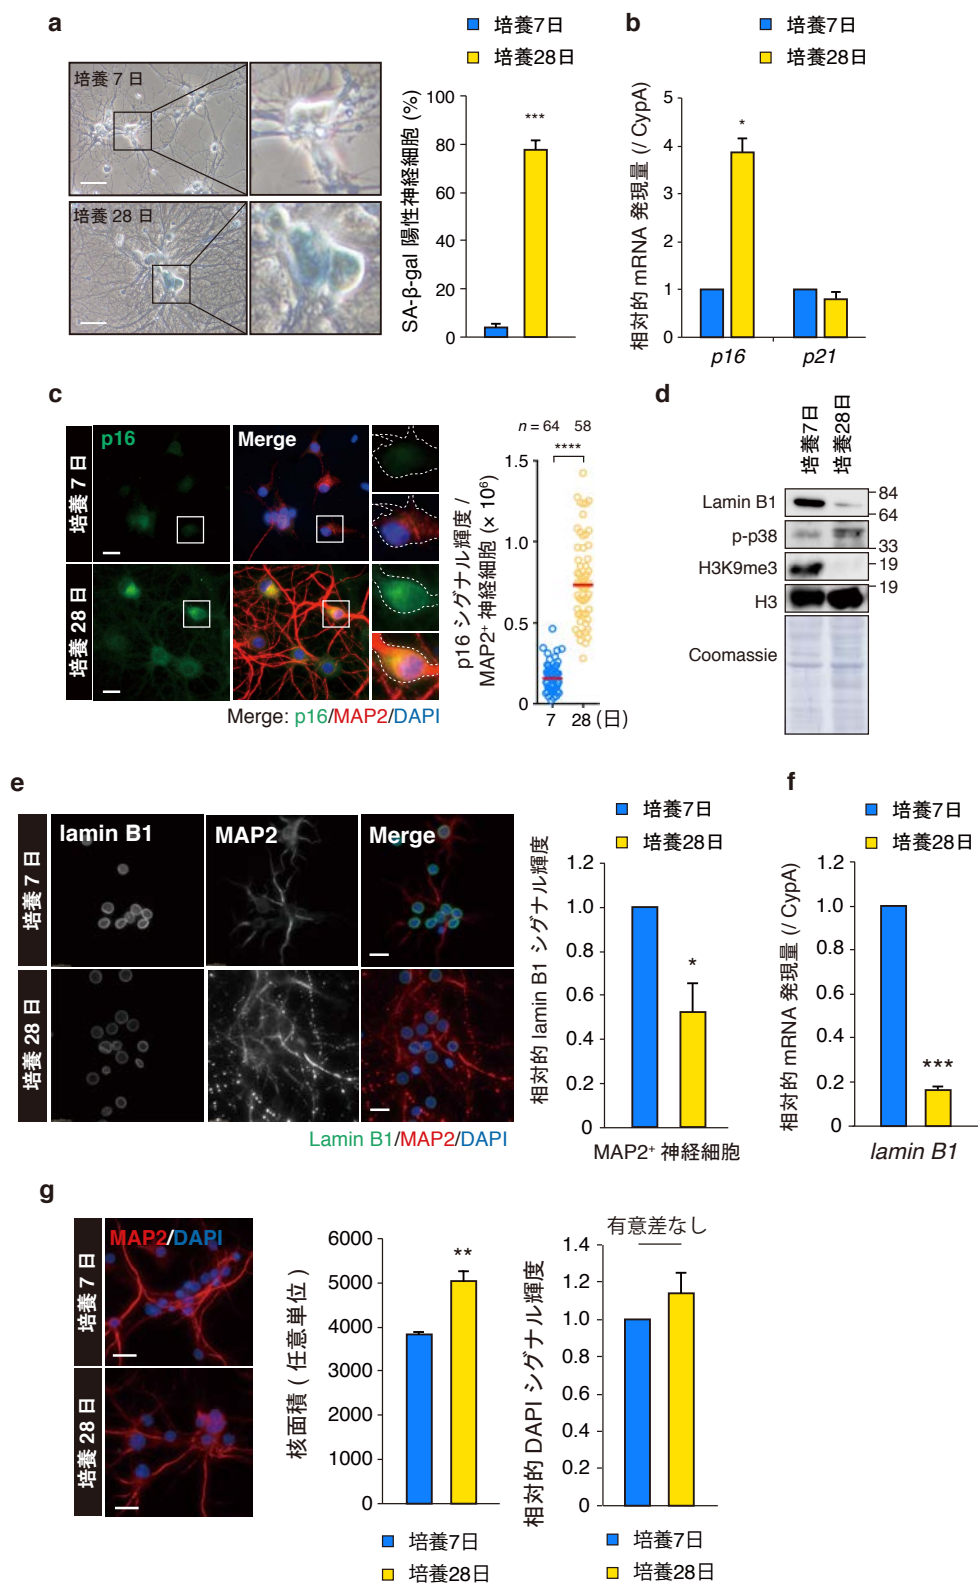 a
培養7日
培養28日
培養 7 日
培養 28 日
SA-β-gal 陽性神経細胞 (%)
100
80
60
40
20
0
***
b
培養7日
培養28日
相対的 mRNA 発現量 (/ CypA)
5
4
3
2
1
0
*
p16
p21
c
培養 7 日
培養 28 日
p16
Merge
Merge: p16/MAP2/DAPI
n = 64 58
****
p16 シグナル輝度 /
MAP2⁺ 神経細胞 (× 10⁶)
1.5
1.0
0.5
0
7
28 (日)
d
培養7日
培養28日
Lamin B1
p-p38
H3K9me3
H3
Coomassie
84
64
33
19
19
e
培養 7 日
培養 28 日
lamin B1
MAP2
Merge
Lamin B1/MAP2/DAPI
培養7日
培養28日
相対的 lamin B1 シグナル輝度
1.2
1.0
0.8
0.6
0.4
0.2
0
*
MAP2⁺ 神経細胞
f
培養7日
培養28日
相対的 mRNA 発現量 (/ CypA)
1.2
1.0
0.8
0.6
0.4
0.2
0
***
lamin B1
g
培養 7 日
培養 28 日
MAP2/DAPI
核面積 ( 任意単位 )
6000
5000
4000
3000
2000
1000
0
**
培養7日
培養28日
相対的 DAPI シグナル輝度
有意差なし
1.4
1.2
1.0
0.8
0.6
0.4
0.2
0
培養7日
培養28日